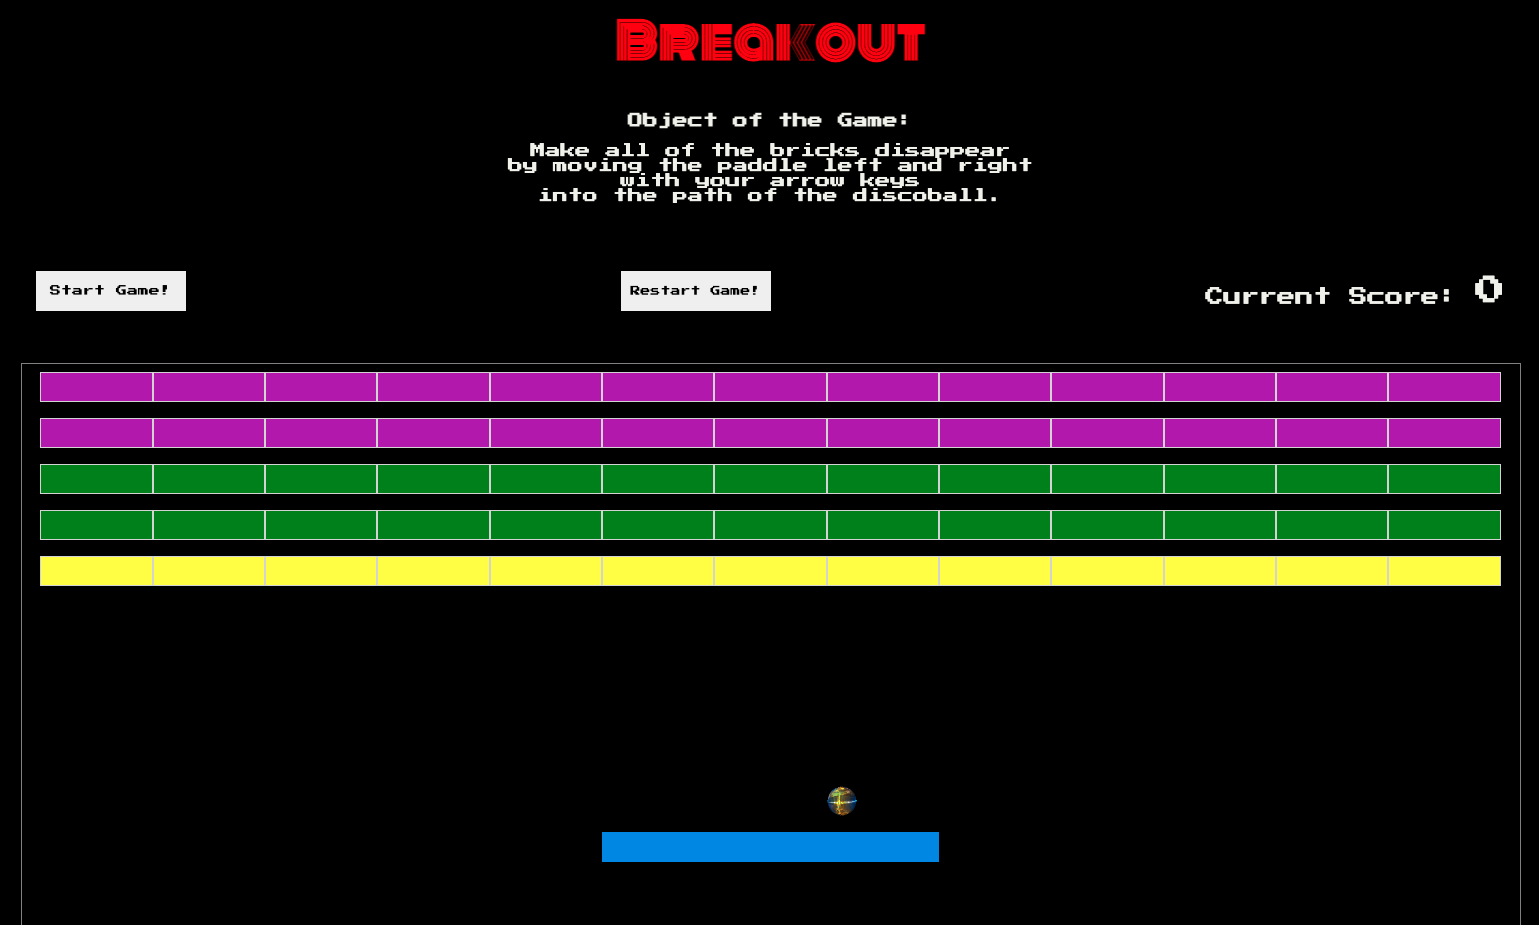 Breakout
Object of the Game:
Make all of the bricks disappear
by moving the paddle left and right
with your arrow keys
into the path of the discoball.
Start Game!
Restart Game!
Current Score: 0